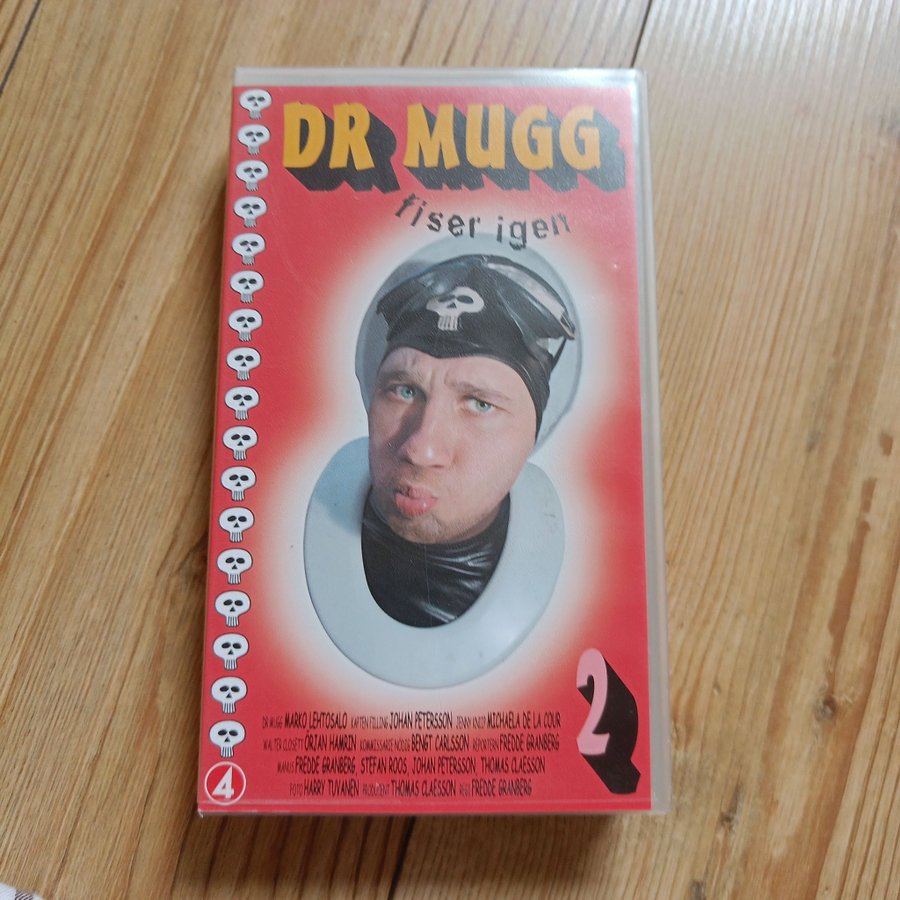 DR MUGG
fiser igen
2
DR MUGG MARKO LEHTOSALO KAPTEN FILLING JOHAN PETERSSON JENNY KNIIP MICHAELA DE LA COUR
WALTER CLOSETT ÖRJAN HAMRIN KOMMISSARIE NÖDIG BENGT CARLSSON REPORTERN FREDDE GRANBERG
MANUS FREDDE GRANBERG, STEFAN ROOS, JOHAN PETERSSON, THOMAS CLAESSON
FOTO HARRY TUVANEN PRODUCENT THOMAS CLAESSON REGI FREDDE GRANBERG
4